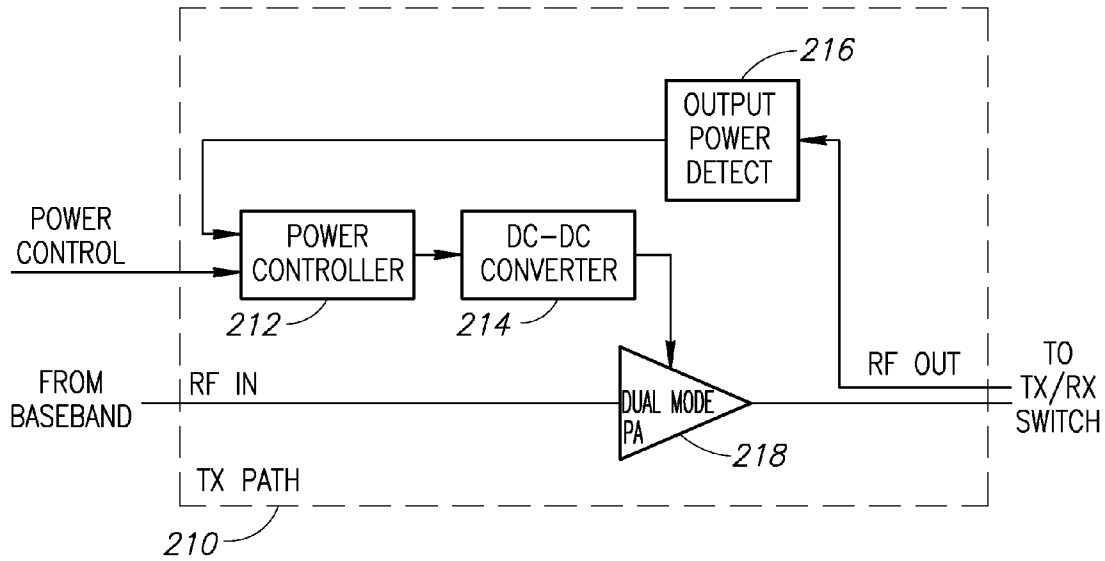 216
OUTPUT
POWER
DETECT
POWER
CONTROL
POWER
CONTROLLER
DC-DC
CONVERTER
212
214
FROM
BASEBAND
RF IN
DUAL MODE
PA
218
RF OUT
TO
TX/RX
SWITCH
TX PATH
210